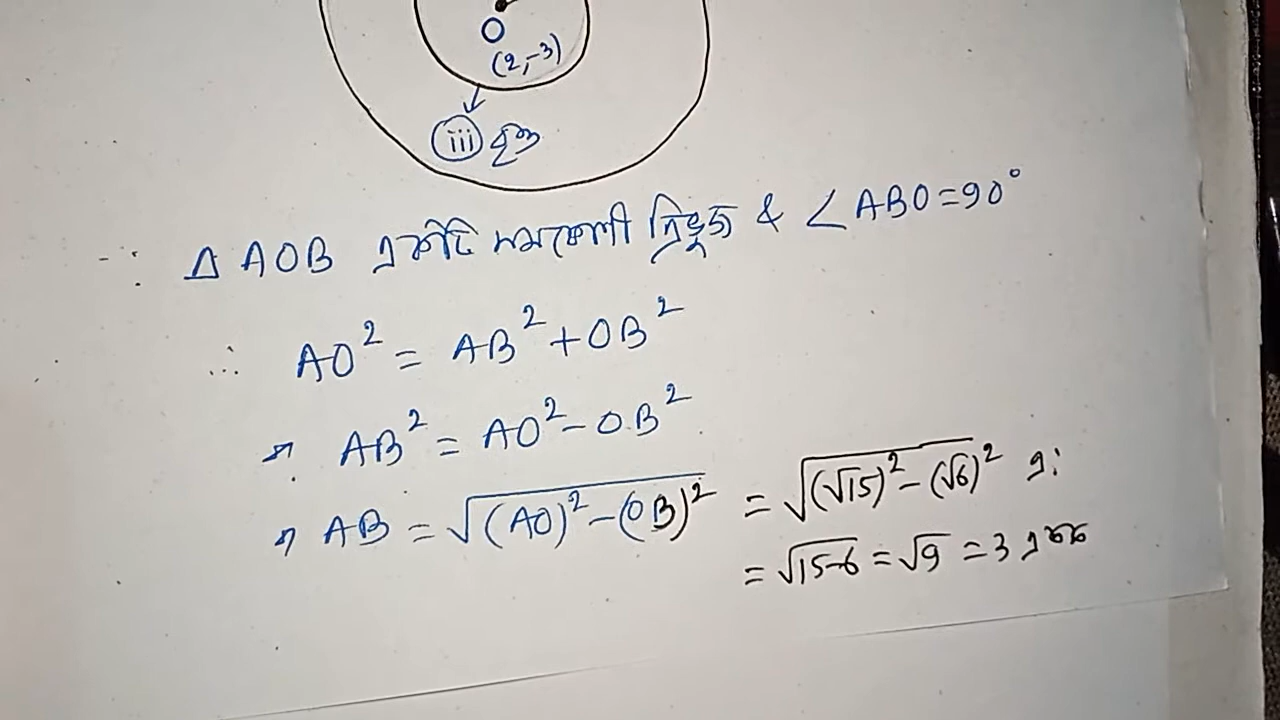 O
(2,-3)
iii বৃত্ত
∴ Δ AOB একটি সমকোণী ত্রিভুজ & ∠ABO=90°
∴ AO² = AB²+OB²
⇒ AB² = AO²-OB²
⇒ AB = √(AO)²-(OB)² = √(√15)²-(√6)² এ:
= √15-6 = √9 = 3 একক